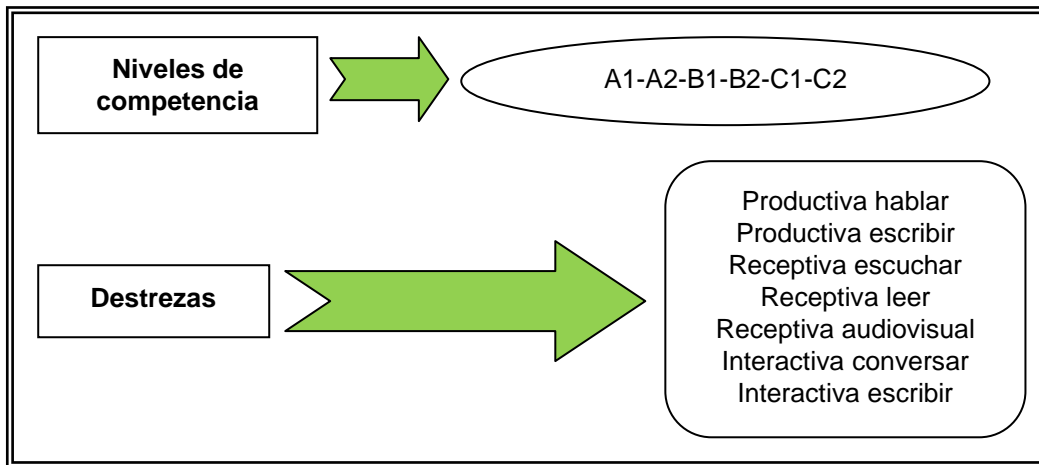 Niveles de
competencia
A1-A2-B1-B2-C1-C2
Destrezas
Productiva hablar
Productiva escribir
Receptiva escuchar
Receptiva leer
Receptiva audiovisual
Interactiva conversar
Interactiva escribir